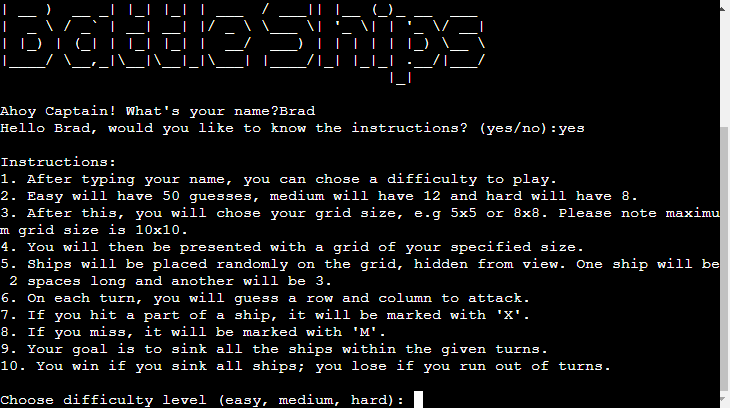 BattleShips
Ahoy Captain! What's your name?Brad
Hello Brad, would you like to know the instructions? (yes/no):yes
Instructions:
1. After typing your name, you can chose a difficulty to play.
2. Easy will have 50 guesses, medium will have 12 and hard will have 8.
3. After this, you will chose your grid size, e.g 5x5 or 8x8. Please note maximu
m grid size is 10x10.
4. You will then be presented with a grid of your specified size.
5. Ships will be placed randomly on the grid, hidden from view. One ship will be
 2 spaces long and another will be 3.
6. On each turn, you will guess a row and column to attack.
7. If you hit a part of a ship, it will be marked with 'X'.
8. If you miss, it will be marked with 'M'.
9. Your goal is to sink all the ships within the given turns.
10. You win if you sink all ships; you lose if you run out of turns.
Choose difficulty level (easy, medium, hard):